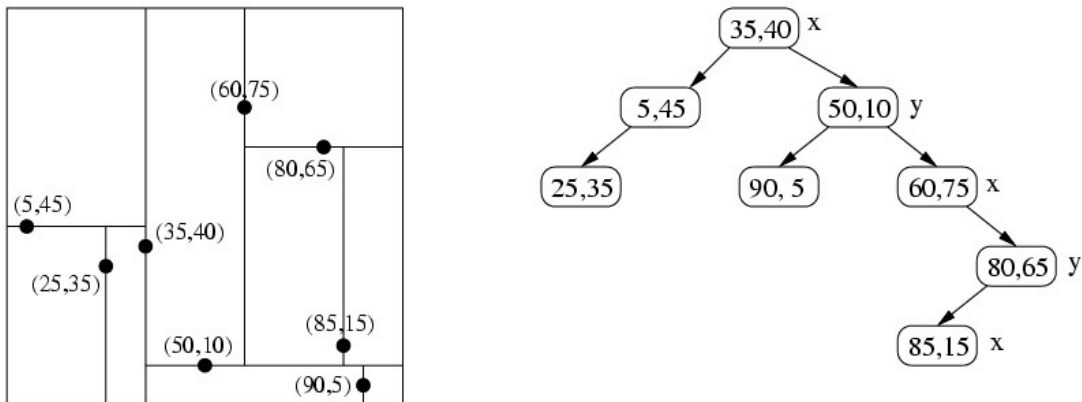 (60,75)
(80,65)
(5,45)
(35,40)
(25,35)
(85,15)
(50,10)
(90,5)
35,40 x
5,45
50,10 y
25,35
90, 5
60,75 x
80,65 y
85,15 x